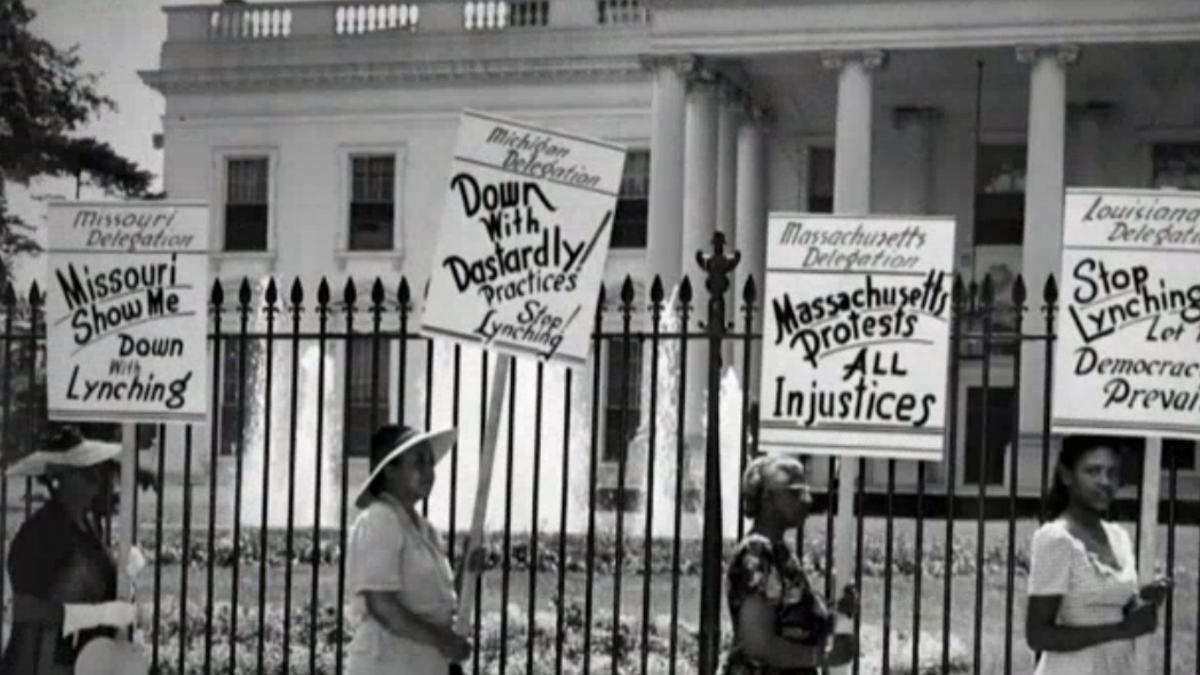 Missouri
Delegation
Missouri
Show Me
Down
With
Lynching
Michigan
Delegation
Down
With
Dastardly
Practices!
Stop
Lynching!
Massachusetts
Delegation
Massachusetts
Protests
ALL
Injustices
Louisiana
Stop
Lynching
Let